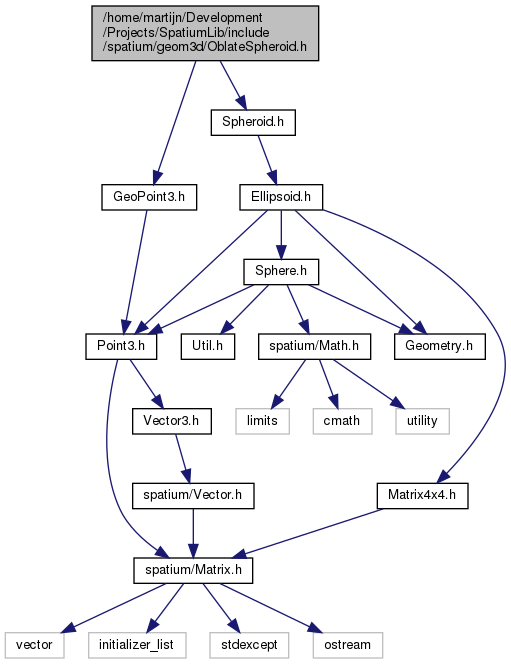 /home/martijn/Development
/Projects/SpatiumLib/include
/spatium/geom3d/OblateSpheroid.h
Spheroid.h
GeoPoint3.h
Ellipsoid.h
Sphere.h
Point3.h
Util.h
spatium/Math.h
Geometry.h
Vector3.h
limits
cmath
utility
spatium/Vector.h
Matrix4x4.h
spatium/Matrix.h
vector
initializer_list
stdexcept
ostream